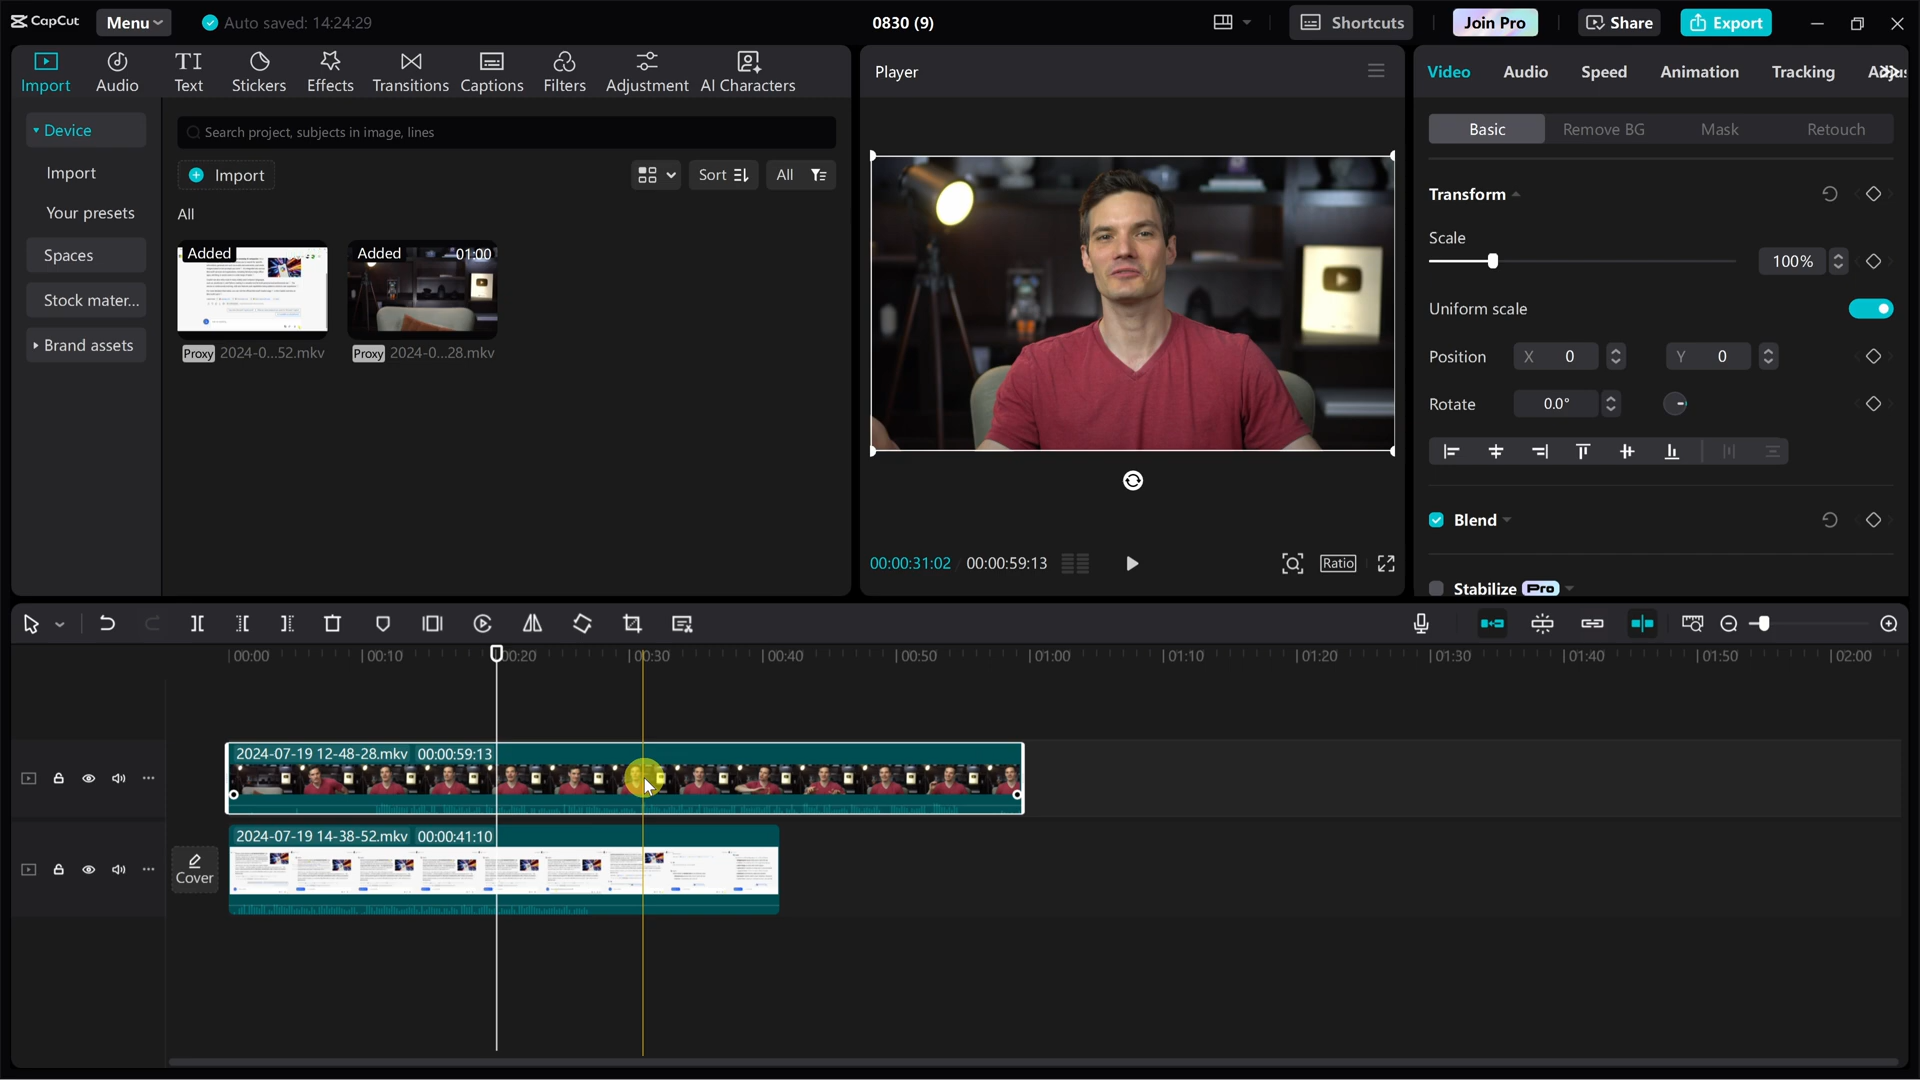 CapCut
Menu
Auto saved: 14:24:29
0830 (9)
Shortcuts
Join Pro
Share
Export
Import
Audio
Text
Stickers
Effects
Transitions
Captions
Filters
Adjustment
AI Characters
Device
Import
Your presets
Spaces
Stock mater...
Brand assets
Search project, subjects in image, lines
Import
Sort
All
All
Added
Proxy 2024-0...52.mkv
Added 01:00
Proxy 2024-0...28.mkv
Player
00:00:31:02 00:00:59:13
Ratio
Video
Audio
Speed
Animation
Tracking
Basic
Remove BG
Mask
Retouch
Transform
Scale
100%
Uniform scale
Position X 0 Y 0
Rotate 0.0°
Blend
Stabilize Pro
00:00 00:10 00:20 00:30 00:40 00:50 01:00 01:10 01:20 01:30 01:40 01:50 02:00
2024-07-19 12-48-28.mkv 00:00:59:13
Cover
2024-07-19 14-38-52.mkv 00:00:41:10